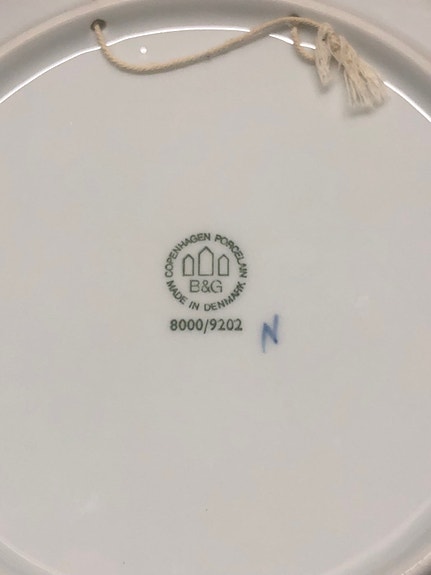 COPENHAGEN PORCELAIN
B&G
MADE IN DENMARK
8000/9202
N